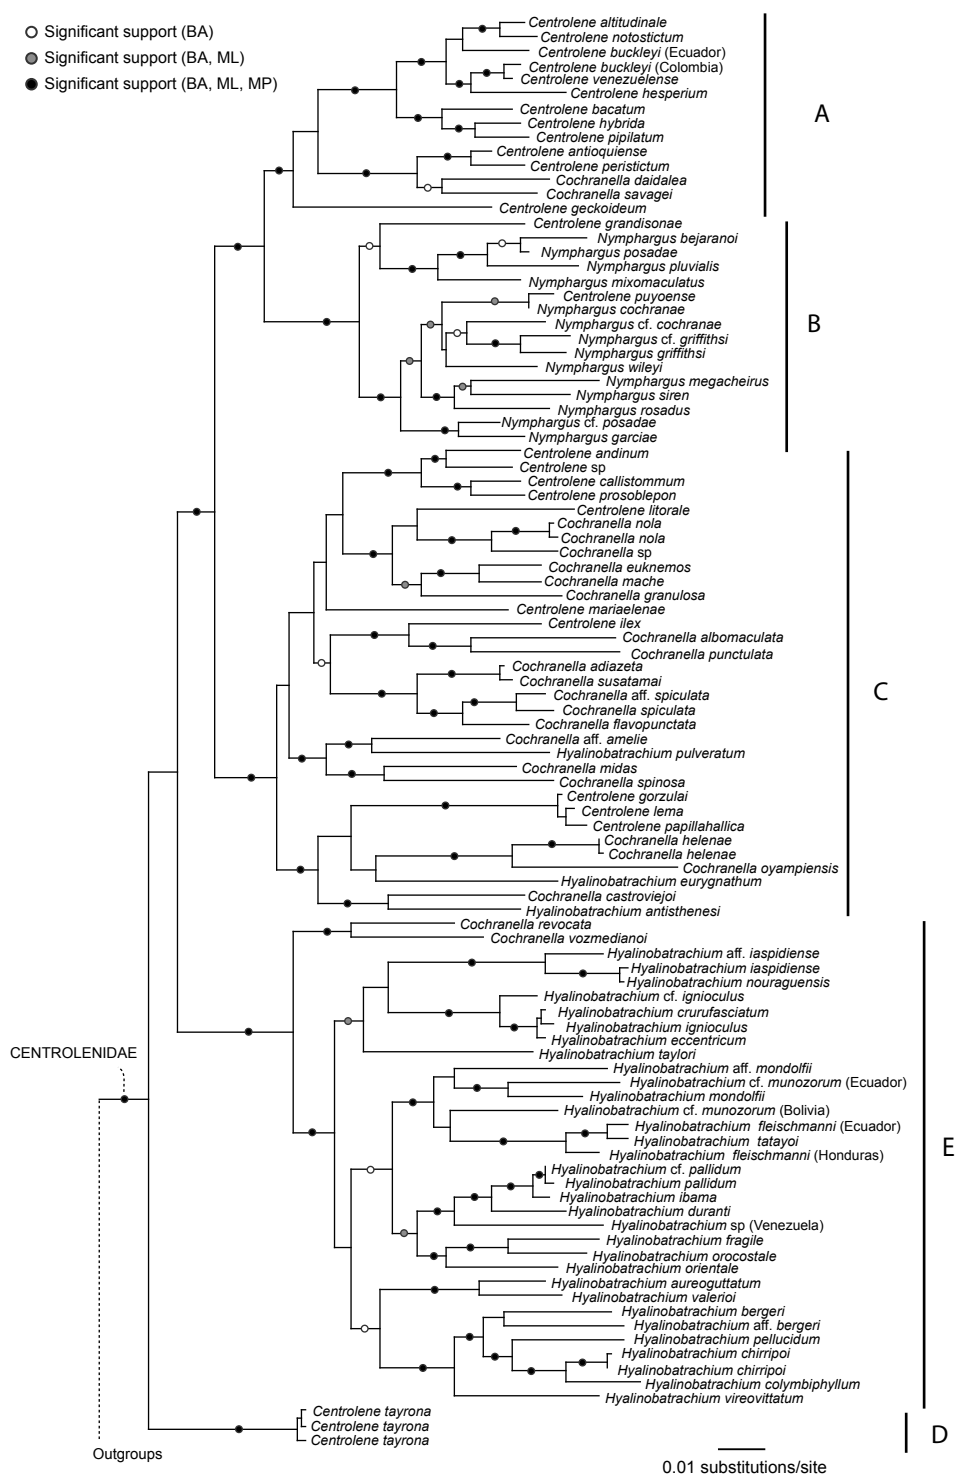 Significant support (BA)
Significant support (BA, ML)
Significant support (BA, ML, MP)
Centrolene altitudinale
Centrolene notostictum
Centrolene buckleyi (Ecuador)
Centrolene buckleyi (Colombia)
Centrolene venezuelense
Centrolene hesperium
Centrolene bacatum
Centrolene hybrida
Centrolene pipilatum
Centrolene antioquiense
Centrolene peristictum
Cochranella daidalea
Cochranella savagei
Centrolene geckoideum
A
Centrolene grandisonae
Nymphargus bejaranoi
Nymphargus posadae
Nymphargus pluvialis
Nymphargus mixomaculatus
Centrolene puyoense
Nymphargus cochranae
Nymphargus cf. cochranae
Nymphargus cf. griffithsi
Nymphargus griffithsi
Nymphargus wileyi
Nymphargus megacheirus
Nymphargus siren
Nymphargus rosadus
Nymphargus cf. posadae
Nymphargus garciae
B
Centrolene andinum
Centrolene sp
Centrolene callistommum
Centrolene prosoblepon
Centrolene litorale
Cochranella nola
Cochranella nola
Cochranella sp
Cochranella euknemos
Cochranella mache
Cochranella granulosa
Centrolene mariaelenae
Centrolene ilex
Cochranella albomaculata
Cochranella punctulata
Cochranella adiazeta
Cochranella susatamai
Cochranella aff. spiculata
Cochranella spiculata
Cochranella flavopunctata
Cochranella aff. amelie
Hyalinobatrachium pulveratum
Cochranella midas
Cochranella spinosa
Centrolene gorzulai
Centrolene lema
Centrolene papillahallica
Cochranella helenae
Cochranella helenae
Cochranella oyampiensis
Hyalinobatrachium eurygnathum
Cochranella castroviejoi
Hyalinobatrachium antisthenesi
C
Cochranella revocata
Cochranella vozmedianoi
Hyalinobatrachium aff. iaspidiense
Hyalinobatrachium iaspidiense
Hyalinobatrachium nouraguensis
Hyalinobatrachium cf. ignioculus
Hyalinobatrachium crurufasciatum
Hyalinobatrachium ignioculus
Hyalinobatrachium eccentricum
Hyalinobatrachium taylori
Hyalinobatrachium aff. mondolfii
Hyalinobatrachium cf. munozorum (Ecuador)
Hyalinobatrachium mondolfii
Hyalinobatrachium cf. munozorum (Bolivia)
Hyalinobatrachium fleischmanni (Ecuador)
Hyalinobatrachium tatayoi
Hyalinobatrachium fleischmanni (Honduras)
Hyalinobatrachium cf. pallidum
Hyalinobatrachium pallidum
Hyalinobatrachium ibama
Hyalinobatrachium duranti
Hyalinobatrachium sp (Venezuela)
Hyalinobatrachium fragile
Hyalinobatrachium orocostale
Hyalinobatrachium orientale
Hyalinobatrachium aureoguttatum
Hyalinobatrachium valerioi
Hyalinobatrachium bergeri
Hyalinobatrachium aff. bergeri
Hyalinobatrachium pellucidum
Hyalinobatrachium chirripoi
Hyalinobatrachium chirripoi
Hyalinobatrachium colymbiphyllum
Hyalinobatrachium vireovittatum
E
CENTROLENIDAE
Centrolene tayrona
Centrolene tayrona
Centrolene tayrona
D
Outgroups
0.01 substitutions/site